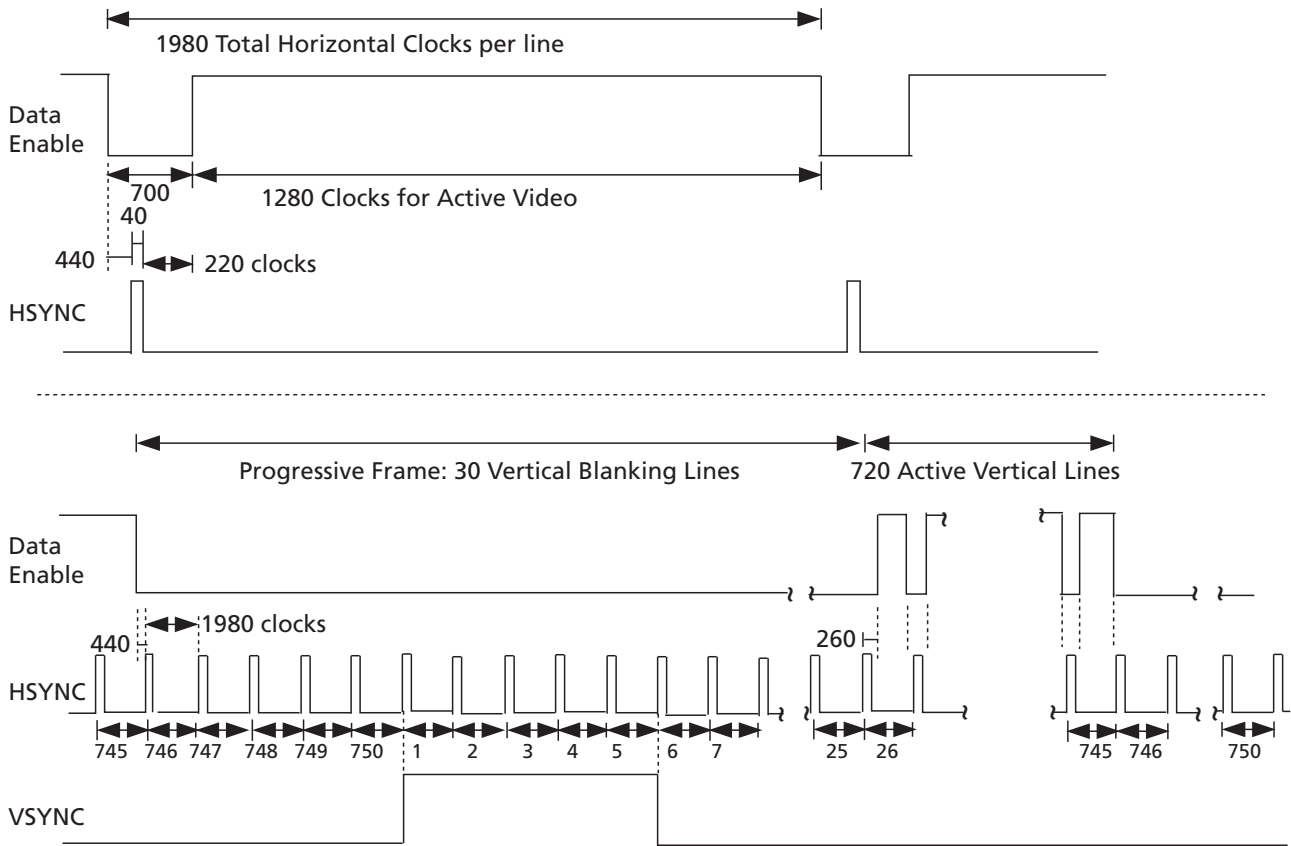 1980 Total Horizontal Clocks per line
Data
Enable
700
1280 Clocks for Active Video
40
440
220 clocks
HSYNC
Progressive Frame: 30 Vertical Blanking Lines
720 Active Vertical Lines
Data
Enable
1980 clocks
440
260
HSYNC
745 746 747 748 749 750 1 2 3 4 5 6 7 25 26 745 746 750
VSYNC